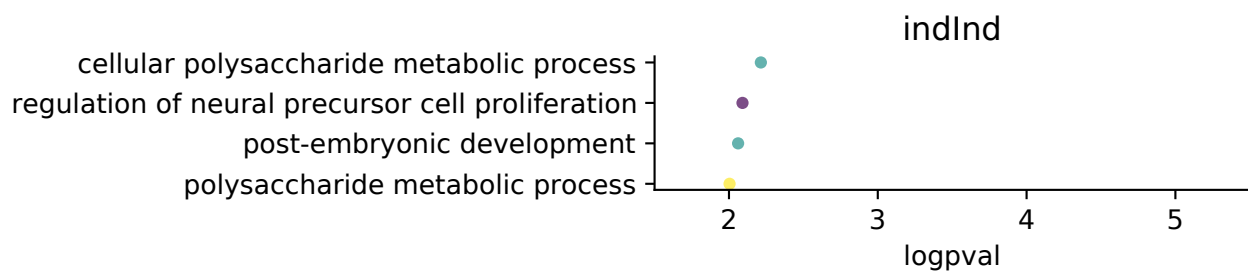 indInd
cellular polysaccharide metabolic process
regulation of neural precursor cell proliferation
post-embryonic development
polysaccharide metabolic process
2 3 4 5
logpval